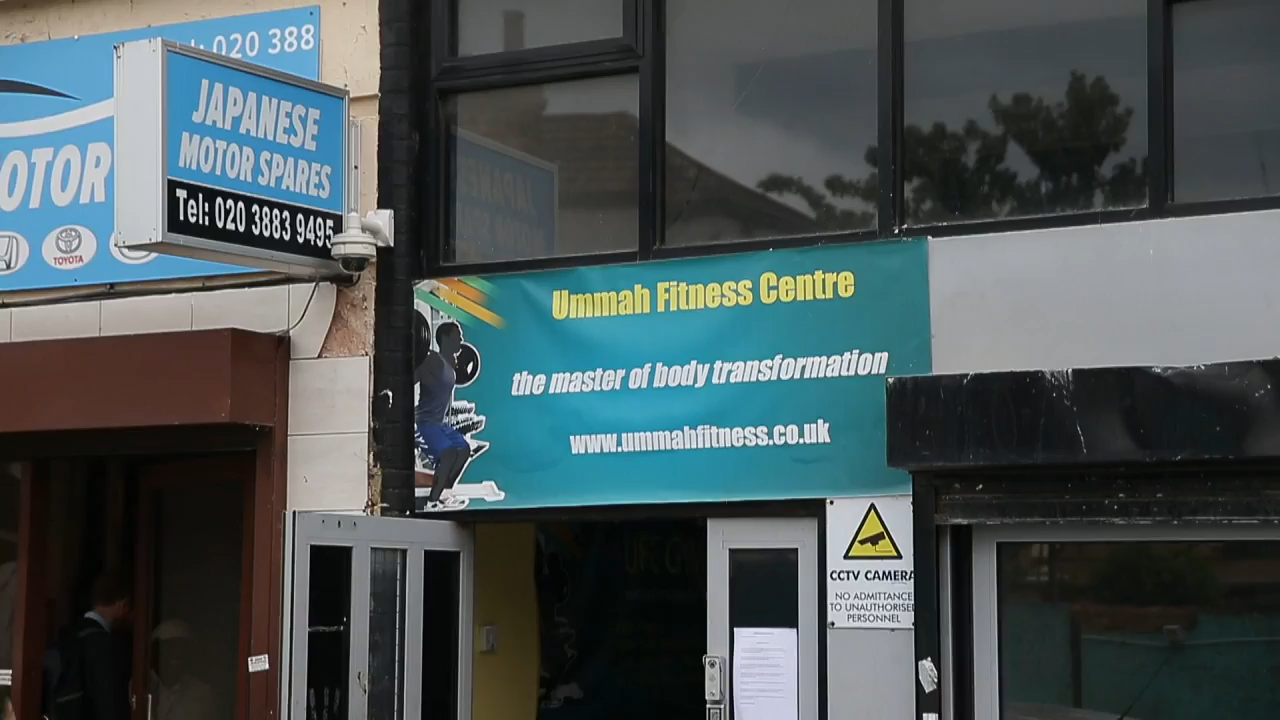 020 388
JAPANESE
MOTOR SPARES
Tel: 020 3883 9495
OTOR
TOYOTA
Ummah Fitness Centre
the master of body transformation
www.ummahfitness.co.uk
CCTV CAMERA
NO ADMITTANCE
TO UNAUTHORISE
PERSONNEL